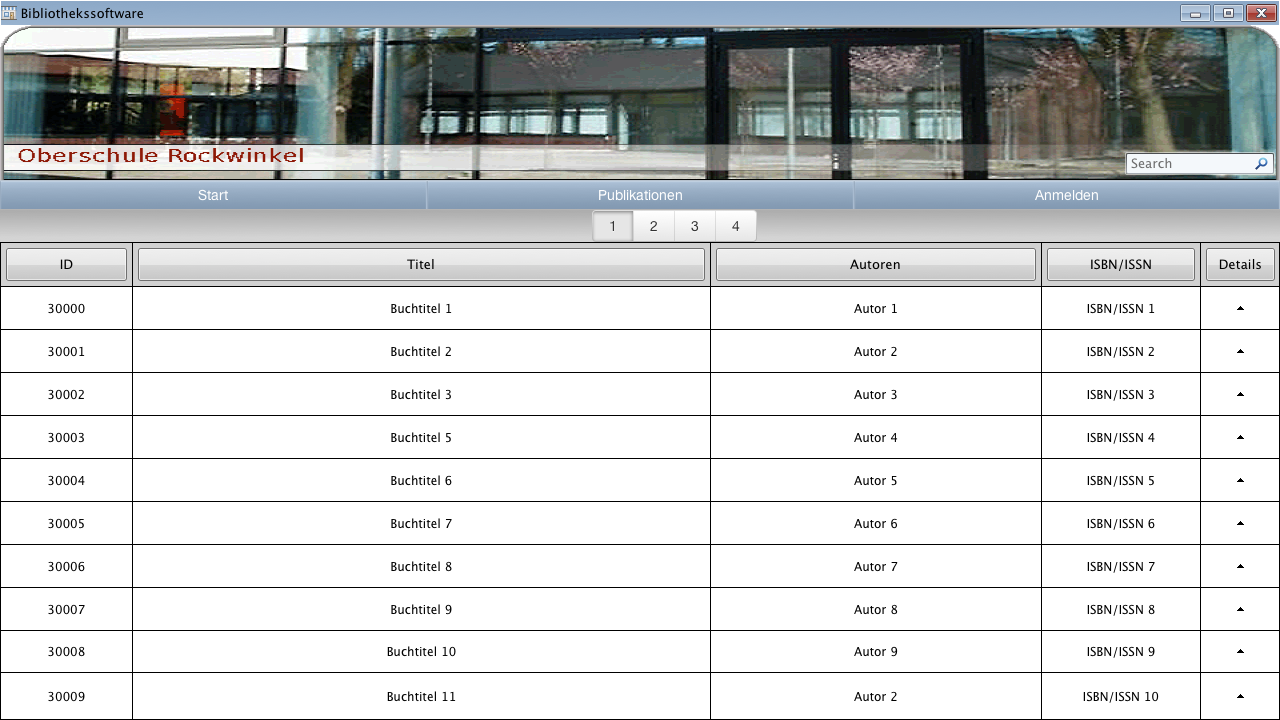 Bibliothekssoftware
Oberschule Rockwinkel
Search
Start Publikationen Anmelden
1 2 3 4
ID Titel Autoren ISBN/ISSN Details
30000 Buchtitel 1 Autor 1 ISBN/ISSN 1
30001 Buchtitel 2 Autor 2 ISBN/ISSN 2
30002 Buchtitel 3 Autor 3 ISBN/ISSN 3
30003 Buchtitel 5 Autor 4 ISBN/ISSN 4
30004 Buchtitel 6 Autor 5 ISBN/ISSN 5
30005 Buchtitel 7 Autor 6 ISBN/ISSN 6
30006 Buchtitel 8 Autor 7 ISBN/ISSN 7
30007 Buchtitel 9 Autor 8 ISBN/ISSN 8
30008 Buchtitel 10 Autor 9 ISBN/ISSN 9
30009 Buchtitel 11 Autor 2 ISBN/ISSN 10